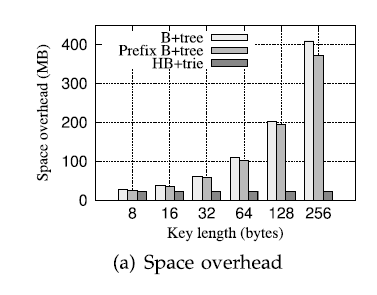 B+tree
Prefix B+tree
HB+trie
400
300
200
100
0
Space overhead (MB)
8 16 32 64 128 256
Key length (bytes)
(a) Space overhead